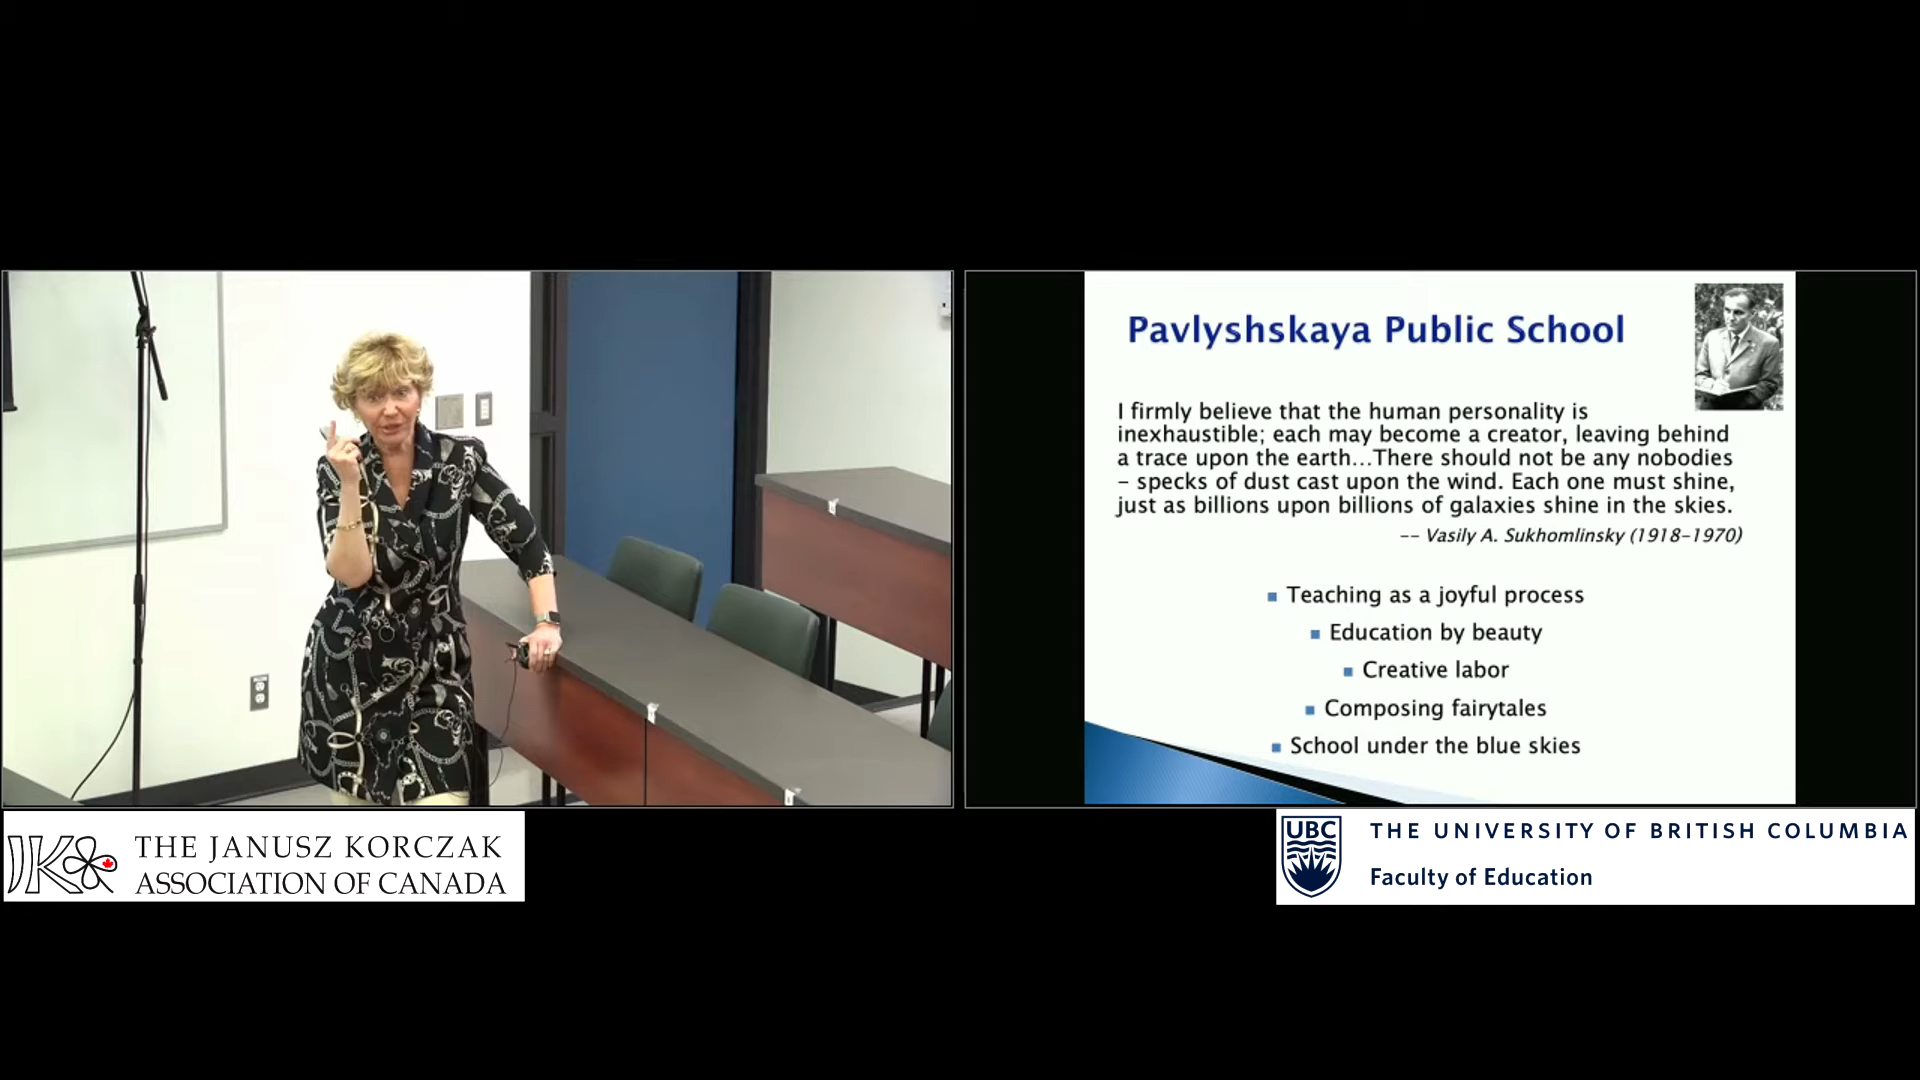 Pavlyshskaya Public School
I firmly believe that the human personality is
inexhaustible; each may become a creator, leaving behind
a trace upon the earth...There should not be any nobodies
– specks of dust cast upon the wind. Each one must shine,
just as billions upon billions of galaxies shine in the skies.
-- Vasily A. Sukhomlinsky (1918-1970)
Teaching as a joyful process
Education by beauty
Creative labor
Composing fairytales
School under the blue skies
JK
THE JANUSZ KORCZAK
ASSOCIATION OF CANADA
UBC
THE UNIVERSITY OF BRITISH COLUMBIA
Faculty of Education